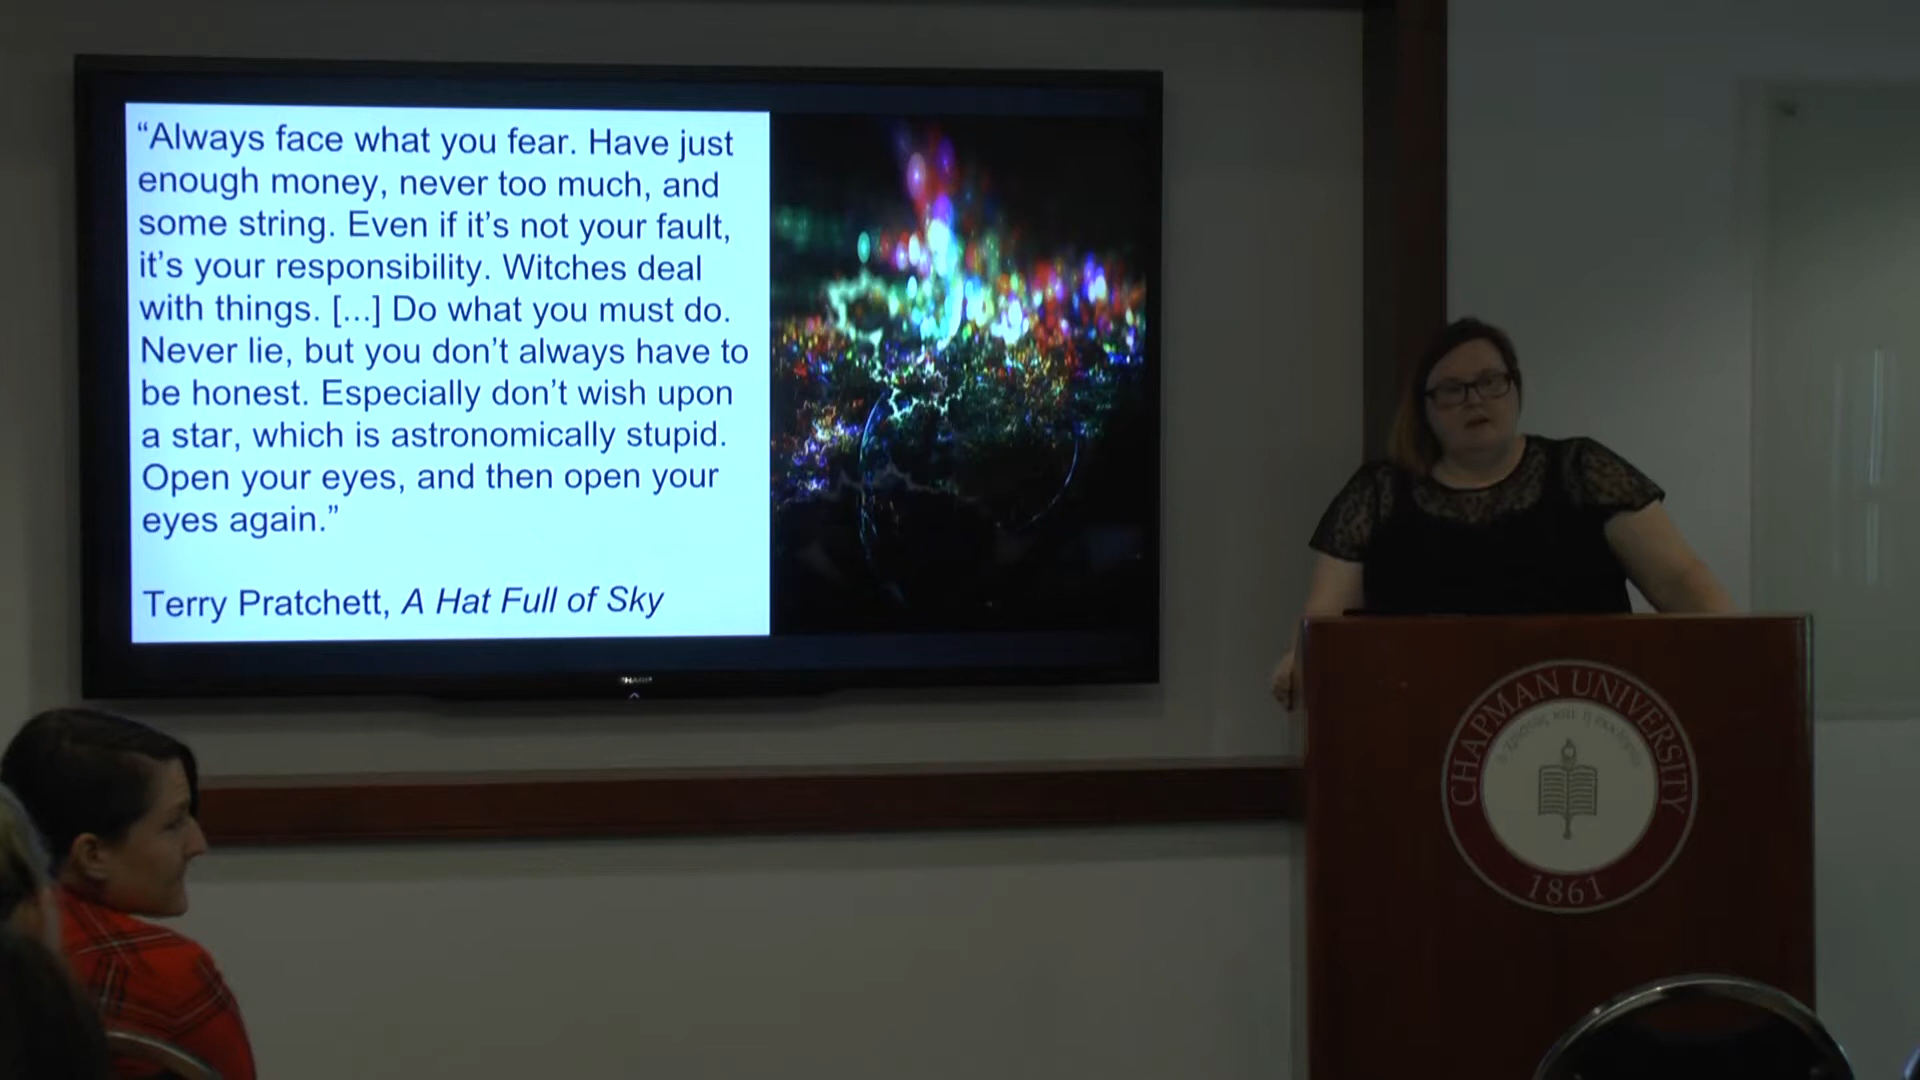 “Always face what you fear. Have just
enough money, never too much, and
some string. Even if it’s not your fault,
it’s your responsibility. Witches deal
with things. [...] Do what you must do.
Never lie, but you don’t always have to
be honest. Especially don’t wish upon
a star, which is astronomically stupid.
Open your eyes, and then open your
eyes again.”
Terry Pratchett, A Hat Full of Sky
SHARP
CHAPMAN UNIVERSITY
1861